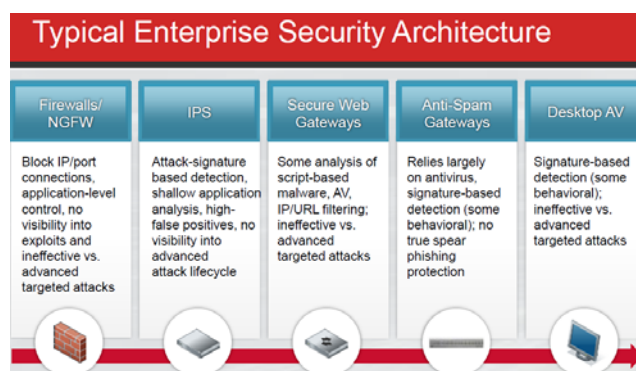 Typical Enterprise Security Architecture
Firewalls/
NGFW
Block IP/port
connections,
application-level
control, no
visibility into
exploits and
ineffective vs.
advanced
targeted attacks
IPS
Attack-signature
based detection,
shallow application
analysis, high-
false positives, no
visibility into
advanced
attack lifecycle
Secure Web
Gateways
Some analysis of
script-based
malware, AV,
IP/URL filtering;
ineffective vs.
advanced
targeted attacks
Anti-Spam
Gateways
Relies largely
on antivirus,
signature-based
detection (some
behavioral); no
true spear
phishing
protection
Desktop AV
Signature-based
detection (some
behavioral);
ineffective vs.
advanced
targeted attacks